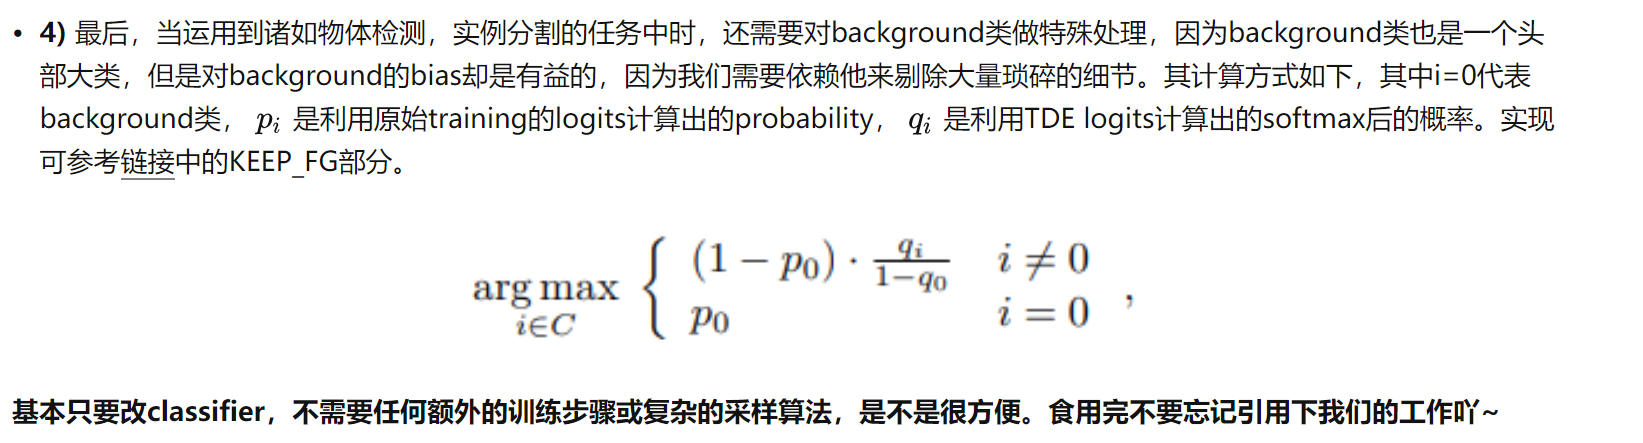 • 4) 最后，当运用到诸如物体检测，实例分割的任务中时，还需要对background类做特殊处理，因为background类也是一个头
部大类，但是对background的bias却是有益的，因为我们需要依赖他来剔除大量琐碎的细节。其计算方式如下，其中i=0代表
background类， p_i 是利用原始training的logits计算出的probability， q_i 是利用TDE logits计算出的softmax后的概率。实现
可参考链接中的KEEP_FG部分。
arg max_{i∈C} { (1 − p_0) · \frac{q_i}{1−q_0} i ≠ 0
p_0 i = 0 ,
基本只要改classifier，不需要任何额外的训练步骤或复杂的采样算法，是不是很方便。食用完不要忘记引用下我们的工作吖~